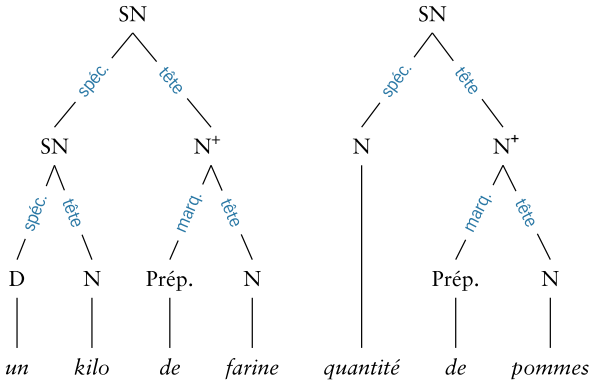 SN SN
spéc. tête spéc. tête
SN N⁺ N N⁺
spéc. tête marq. tête marq. tête
D N Prép. N Prép. N
un kilo de farine quantité de pommes